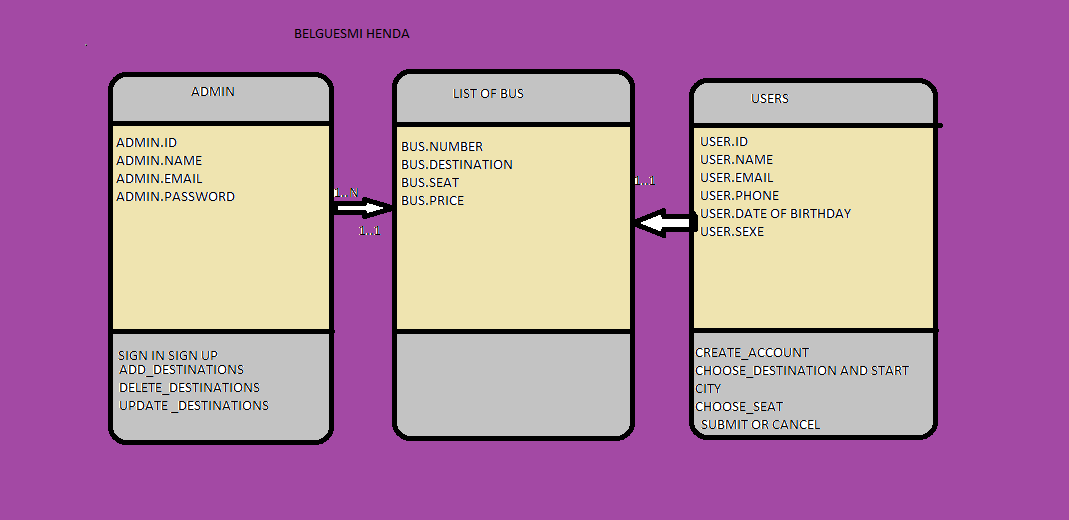 BELGUESMI HENDA
ADMIN
ADMIN.ID
ADMIN.NAME
ADMIN.EMAIL
ADMIN.PASSWORD
SIGN IN SIGN UP
ADD_DESTINATIONS
DELETE_DESTINATIONS
UPDATE _DESTINATIONS
1.. N
1..1
LIST OF BUS
BUS.NUMBER
BUS.DESTINATION
BUS.SEAT
BUS.PRICE
1..1
USERS
USER.ID
USER.NAME
USER.EMAIL
USER.PHONE
USER.DATE OF BIRTHDAY
USER.SEXE
CREATE_ACCOUNT
CHOOSE_DESTINATION AND START
CITY
CHOOSE_SEAT
SUBMIT OR CANCEL